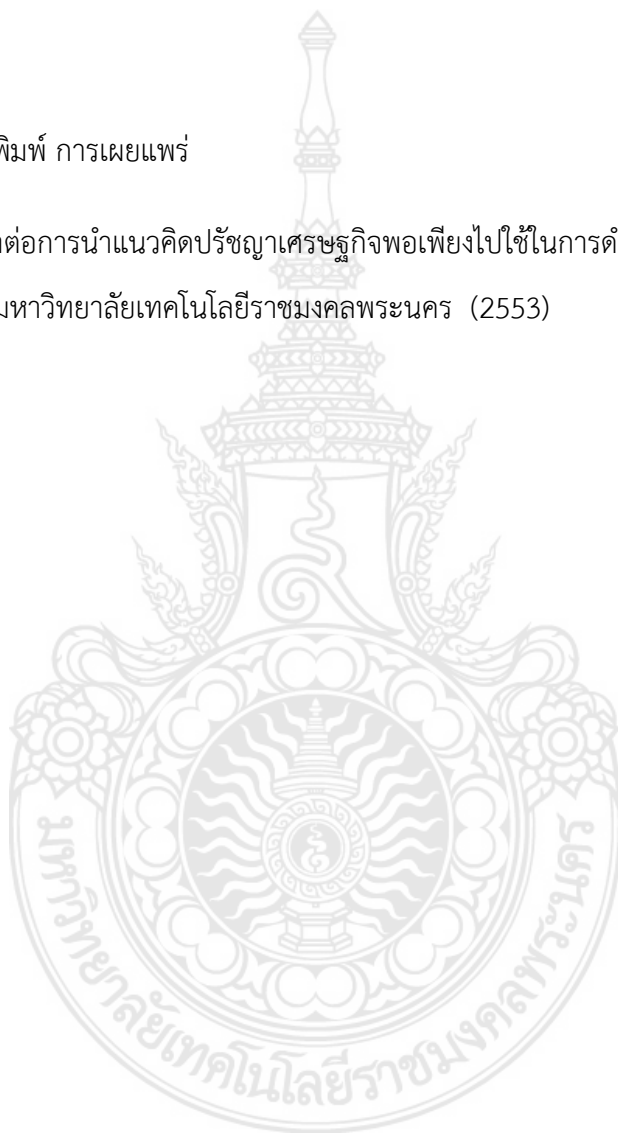 พิมพ์ การเผยแพร่
ต่อการนำแนวคิดปรัชญาเศรษฐกิจพอเพียงไปใช้ในการดำ
มหาวิทยาลัยเทคโนโลยีราชมงคลพระนคร (2553)
มหาวิทยาลัยเทคโนโลยีราชมงคลพระนคร